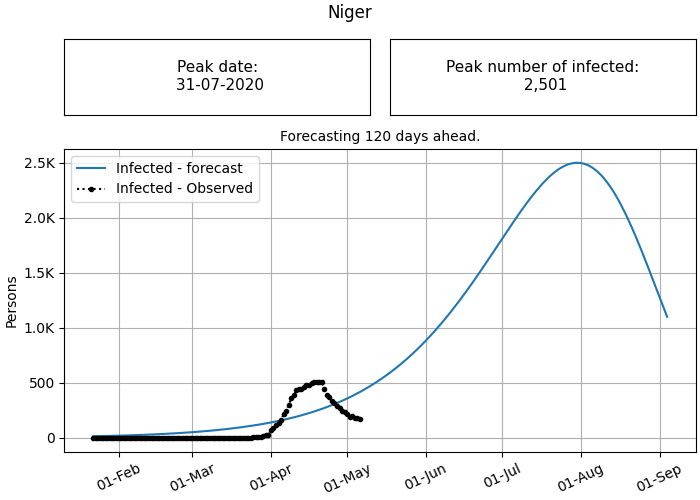 Niger
Peak date:
31-07-2020
Peak number of infected:
2,501
Forecasting 120 days ahead.
Infected - forecast
Infected - Observed
2.5K
2.0K
1.5K
1.0K
500
0
Persons
01-Feb
01-Mar
01-Apr
01-May
01-Jun
01-Jul
01-Aug
01-Sep